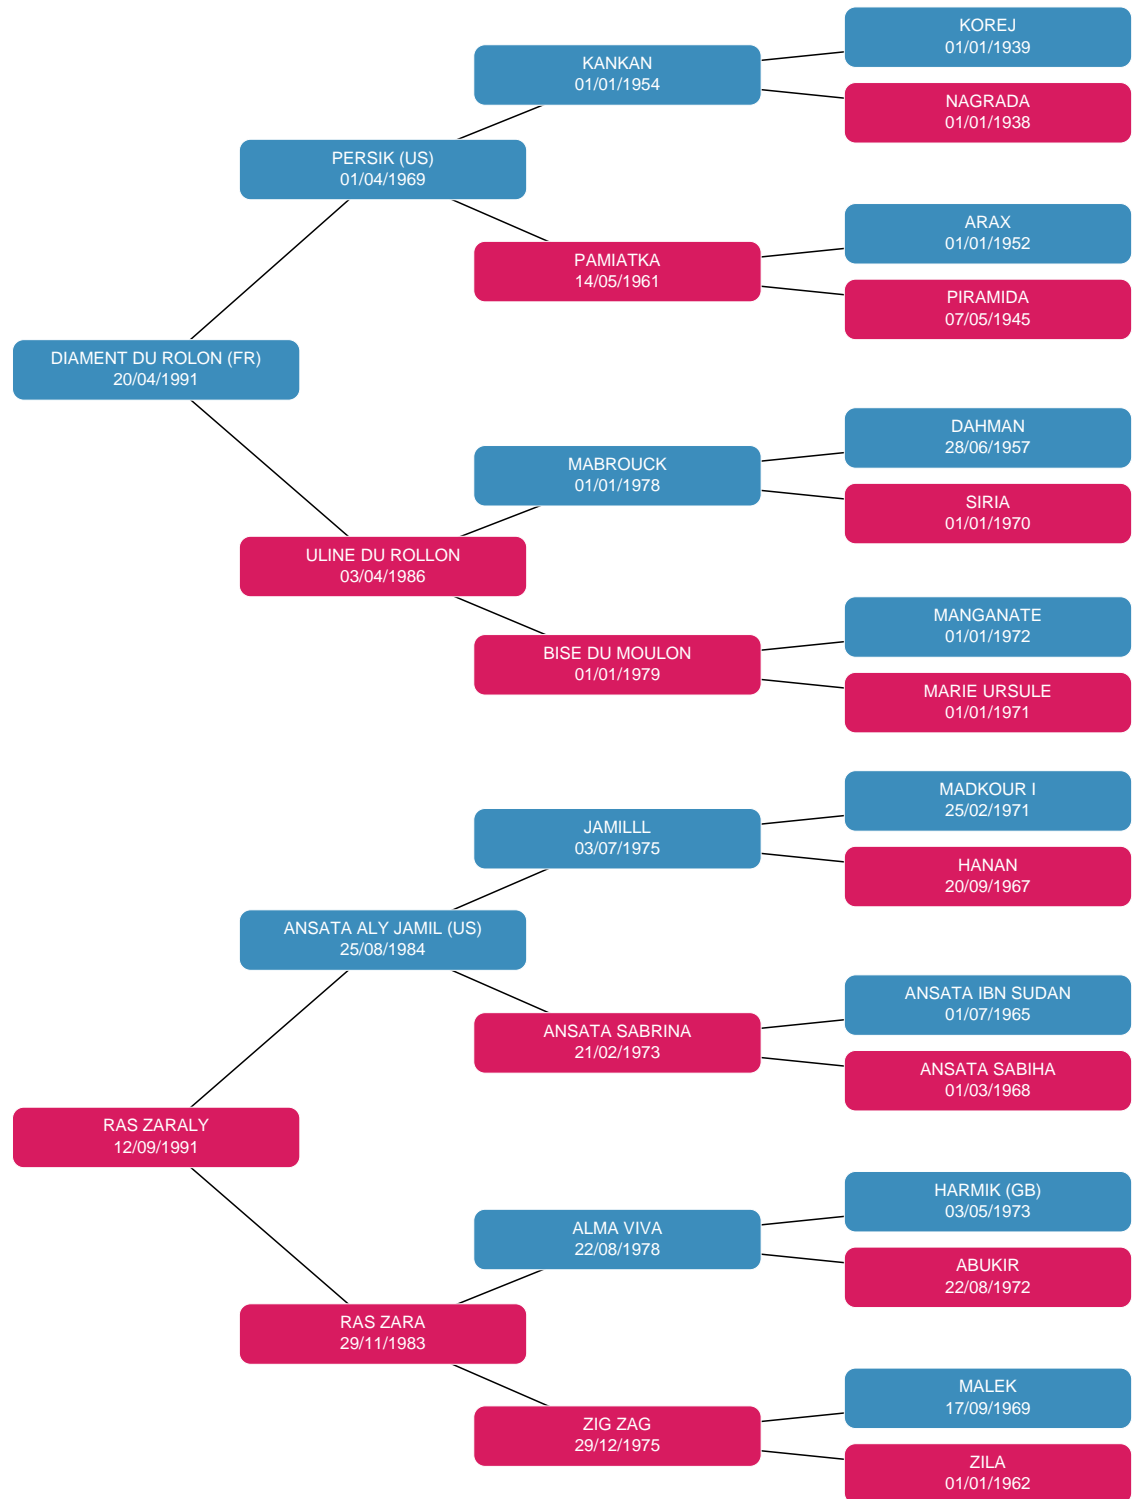 KOREJ
01/01/1939
KANKAN
01/01/1954
NAGRADA
01/01/1938
PERSIK (US)
01/04/1969
ARAX
01/01/1952
PAMIATKA
14/05/1961
PIRAMIDA
07/05/1945
DIAMENT DU ROLON (FR)
20/04/1991
DAHMAN
28/06/1957
MABROUCK
01/01/1978
SIRIA
01/01/1970
ULINE DU ROLLON
03/04/1986
MANGANATE
01/01/1972
BISE DU MOULON
01/01/1979
MARIE URSULE
01/01/1971
MADKOUR I
25/02/1971
JAMILLL
03/07/1975
HANAN
20/09/1967
ANSATA ALY JAMIL (US)
25/08/1984
ANSATA IBN SUDAN
01/07/1965
ANSATA SABRINA
21/02/1973
ANSATA SABIHA
01/03/1968
RAS ZARALY
12/09/1991
HARMIK (GB)
03/05/1973
ALMA VIVA
22/08/1978
ABUKIR
22/08/1972
RAS ZARA
29/11/1983
MALEK
17/09/1969
ZIG ZAG
29/12/1975
ZILA
01/01/1962